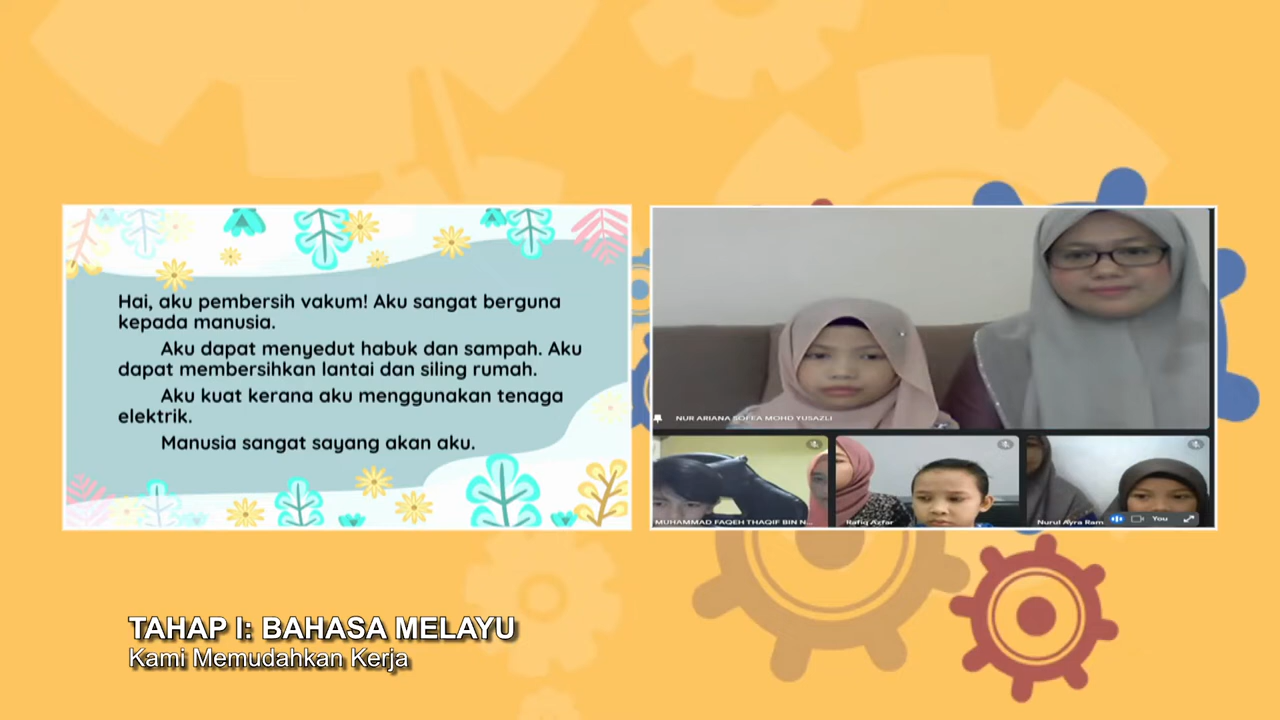 Hai, aku pembersih vakum! Aku sangat berguna
kepada manusia.
Aku dapat menyedut habuk dan sampah. Aku
dapat membersihkan lantai dan siling rumah.
Aku kuat kerana aku menggunakan tenaga
elektrik.
Manusia sangat sayang akan aku.
NUR ARIANA SOFEA MOHD YUSAZLI
MUHAMMAD FAQEH THAQIF BIN N...
Rafiq Asfar
Nurul Ayra Ram
You
TAHAP I: BAHASA MELAYU
Kami Memudahkan Kerja